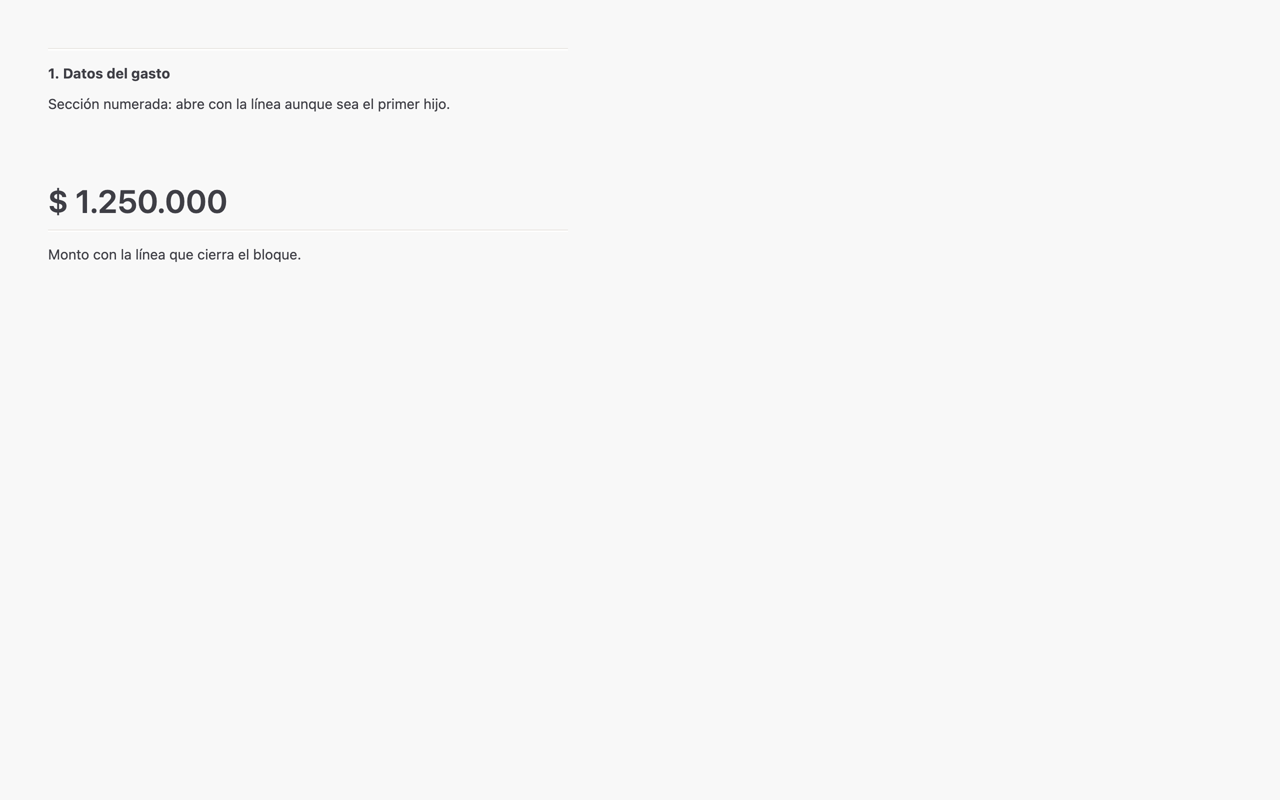 1. Datos del gasto
Sección numerada: abre con la línea aunque sea el primer hijo.
$ 1.250.000
Monto con la línea que cierra el bloque.